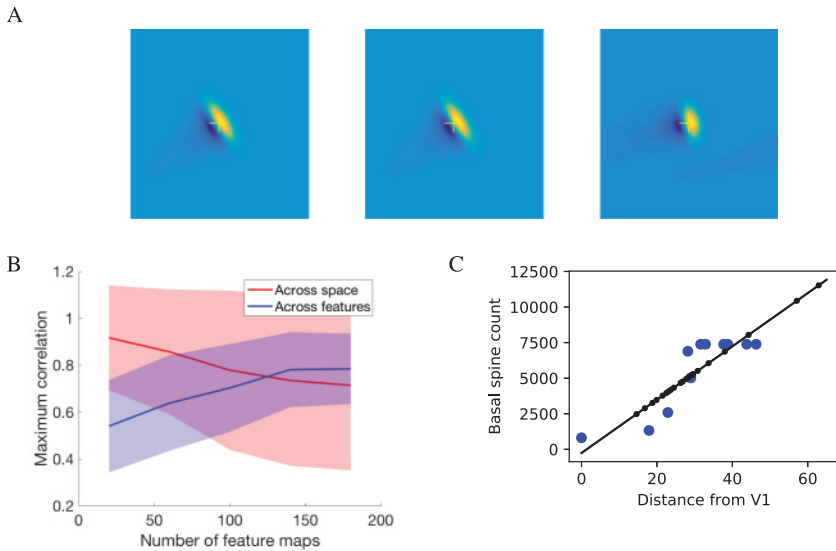 A
B
1.2
1
0.8
0.6
0.4
0.2
0
50
100
150
200
Maximum correlation
Number of feature maps
Across space
Across features
C
12500
10000
7500
5000
2500
0
0
20
40
60
Basal spine count
Distance from V1